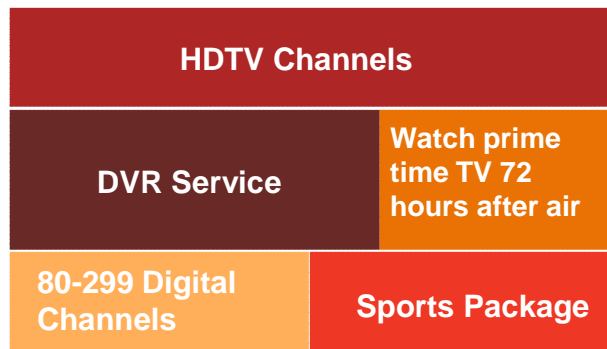 HDTV Channels
DVR Service
Watch prime
time TV 72
hours after air
80-299 Digital
Channels
Sports Package